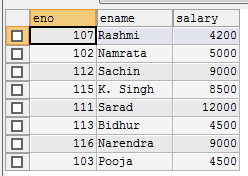 eno ename salary
107 Rashmi 4200
102 Namrata 5000
112 Sachin 9000
115 K. Singh 8500
111 Sarad 12000
113 Bidhur 4500
116 Narendra 9000
103 Pooja 4500